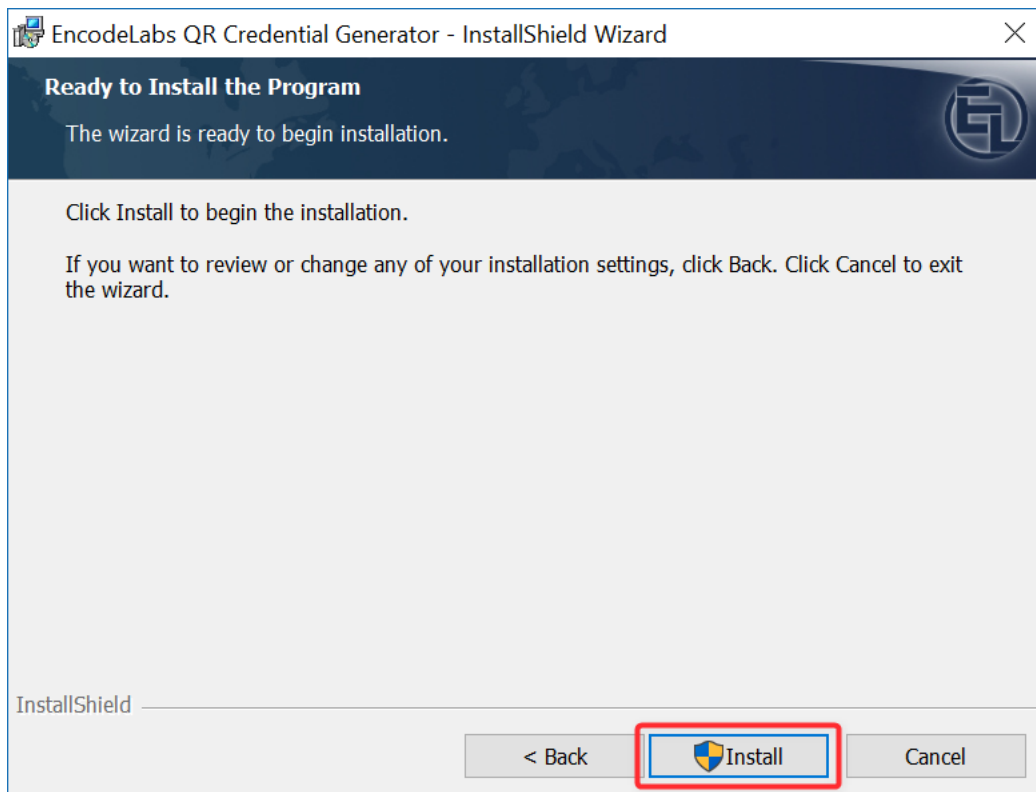 EncodeLabs QR Credential Generator - InstallShield Wizard
Ready to Install the Program
The wizard is ready to begin installation.
EL
Click Install to begin the installation.
If you want to review or change any of your installation settings, click Back. Click Cancel to exit
the wizard.
InstallShield
< Back
Install
Cancel